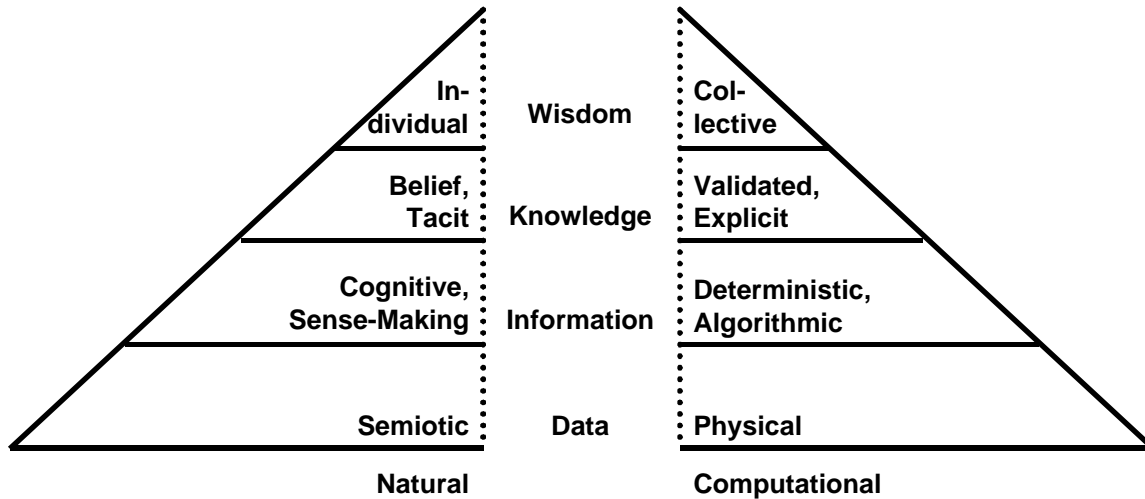 In-
dividual
Wisdom
Col-
lective
Belief,
Tacit
Knowledge
Validated,
Explicit
Cognitive,
Sense-Making
Information
Deterministic,
Algorithmic
Semiotic
Data
Physical
Natural
Computational